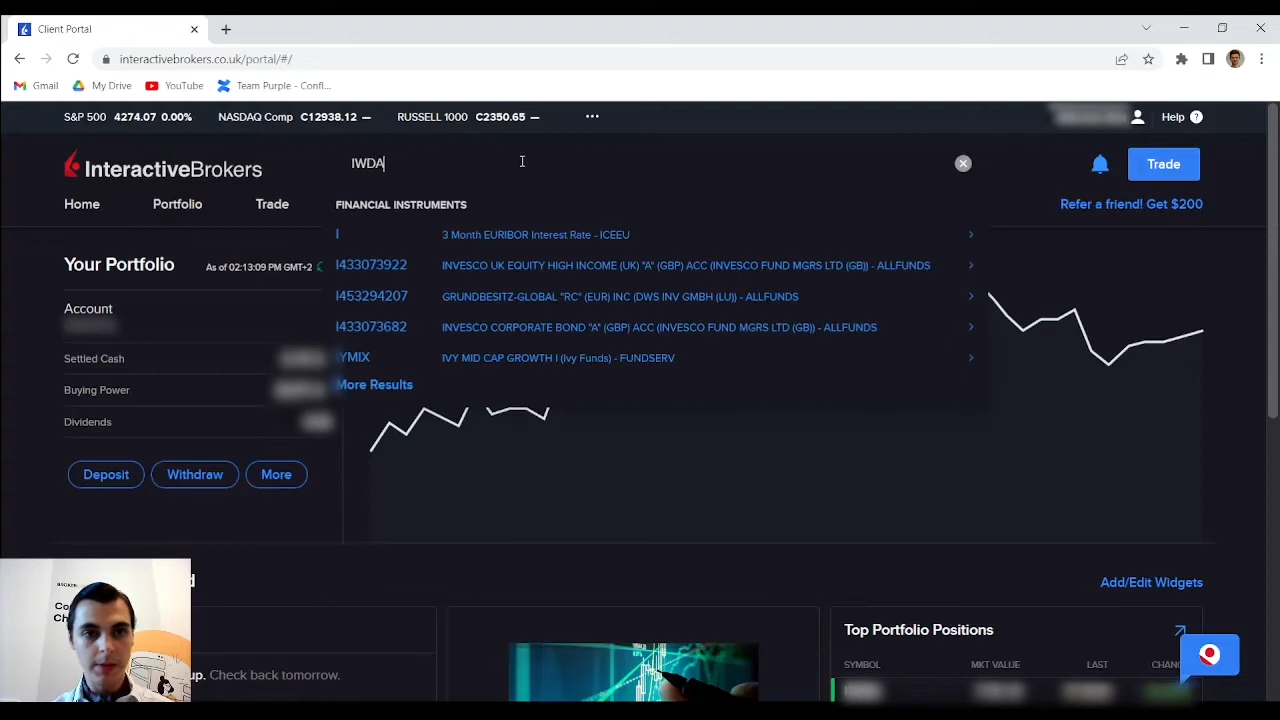 Client Portal
interactivebrokers.co.uk/portal/#/
Gmail My Drive YouTube Team Purple - Confl...
S&P 500 4274.07 0.00% NASDAQ Comp C12938.12 — RUSSELL 1000 C2350.65 — ••• Help ?
InteractiveBrokers IWDA Trade
Home Portfolio Trade Refer a friend! Get $200
FINANCIAL INSTRUMENTS
I 3 Month EURIBOR Interest Rate - ICEEU
I433073922 INVESCO UK EQUITY HIGH INCOME (UK) "A" (GBP) ACC (INVESCO FUND MGRS LTD (GB)) - ALLFUNDS
I453294207 GRUNDBESITZ-GLOBAL "RC" (EUR) INC (DWS INV GMBH (LU)) - ALLFUNDS
I433073682 INVESCO CORPORATE BOND "A" (GBP) ACC (INVESCO FUND MGRS LTD (GB)) - ALLFUNDS
IYMIX IVY MID CAP GROWTH I (Ivy Funds) - FUNDSERV
More Results
Your Portfolio As of 02:13:09 PM GMT+2
Account
Settled Cash
Buying Power
Dividends
Deposit Withdraw More
Add/Edit Widgets
Check back tomorrow.
Top Portfolio Positions
SYMBOL MKT VALUE LAST